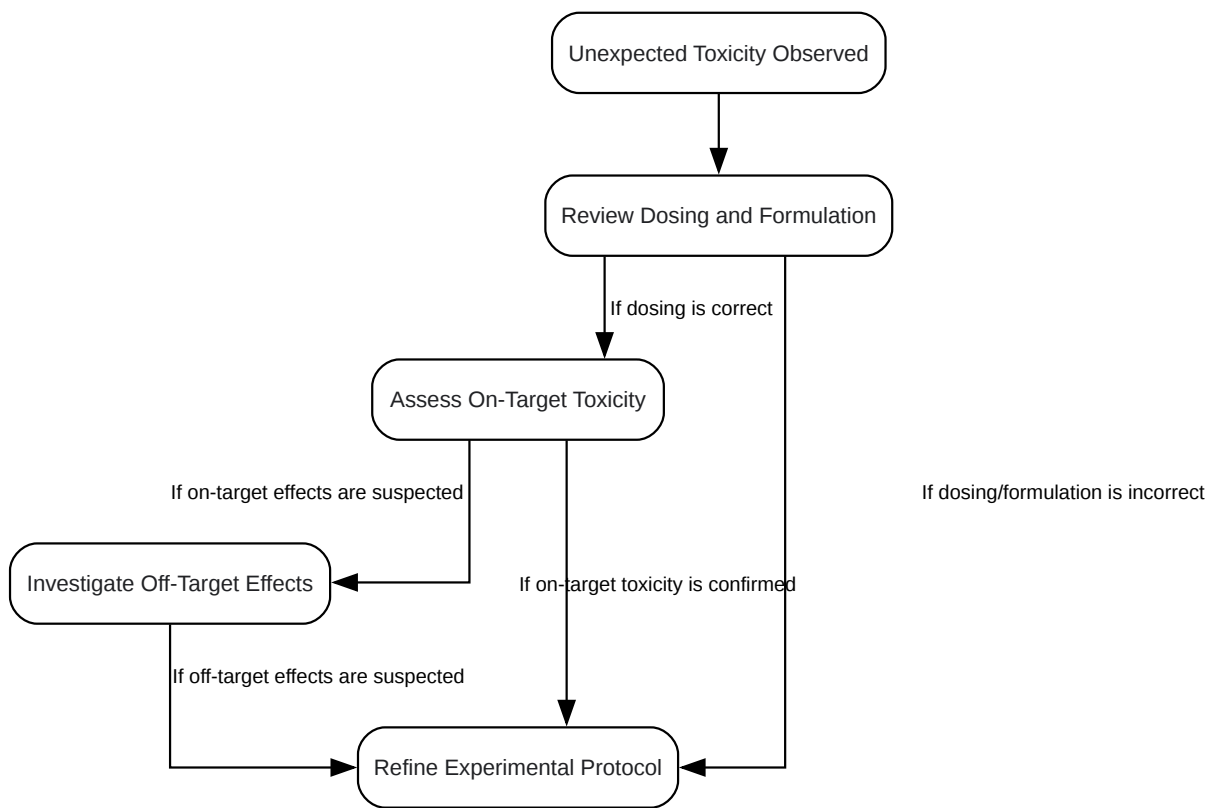 Unexpected Toxicity Observed
Review Dosing and Formulation
If dosing is correct
Assess On-Target Toxicity
If on-target effects are suspected
If dosing/formulation is incorrect
Investigate Off-Target Effects
If on-target toxicity is confirmed
If off-target effects are suspected
Refine Experimental Protocol